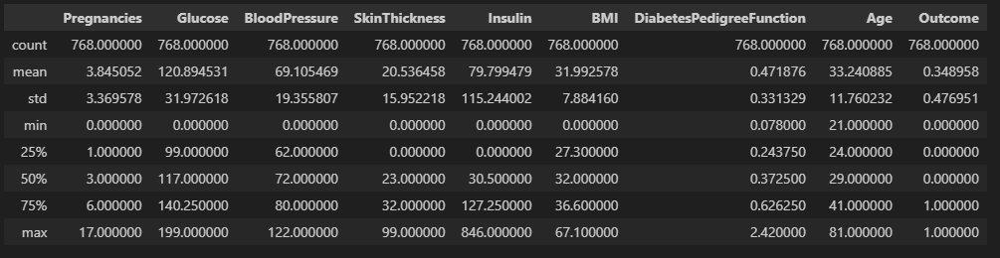 Pregnancies Glucose BloodPressure SkinThickness Insulin BMI DiabetesPedigreeFunction Age Outcome
count 768.000000 768.000000 768.000000 768.000000 768.000000 768.000000 768.000000 768.000000 768.000000
mean 3.845052 120.894531 69.105469 20.536458 79.799479 31.992578 0.471876 33.240885 0.348958
std 3.369578 31.972618 19.355807 15.952218 115.244002 7.884160 0.331329 11.760232 0.476951
min 0.000000 0.000000 0.000000 0.000000 0.000000 0.000000 0.078000 21.000000 0.000000
25% 1.000000 99.000000 62.000000 0.000000 0.000000 27.300000 0.243750 24.000000 0.000000
50% 3.000000 117.000000 72.000000 23.000000 30.500000 32.000000 0.372500 29.000000 0.000000
75% 6.000000 140.250000 80.000000 32.000000 127.250000 36.600000 0.626250 41.000000 1.000000
max 17.000000 199.000000 122.000000 99.000000 846.000000 67.100000 2.420000 81.000000 1.000000